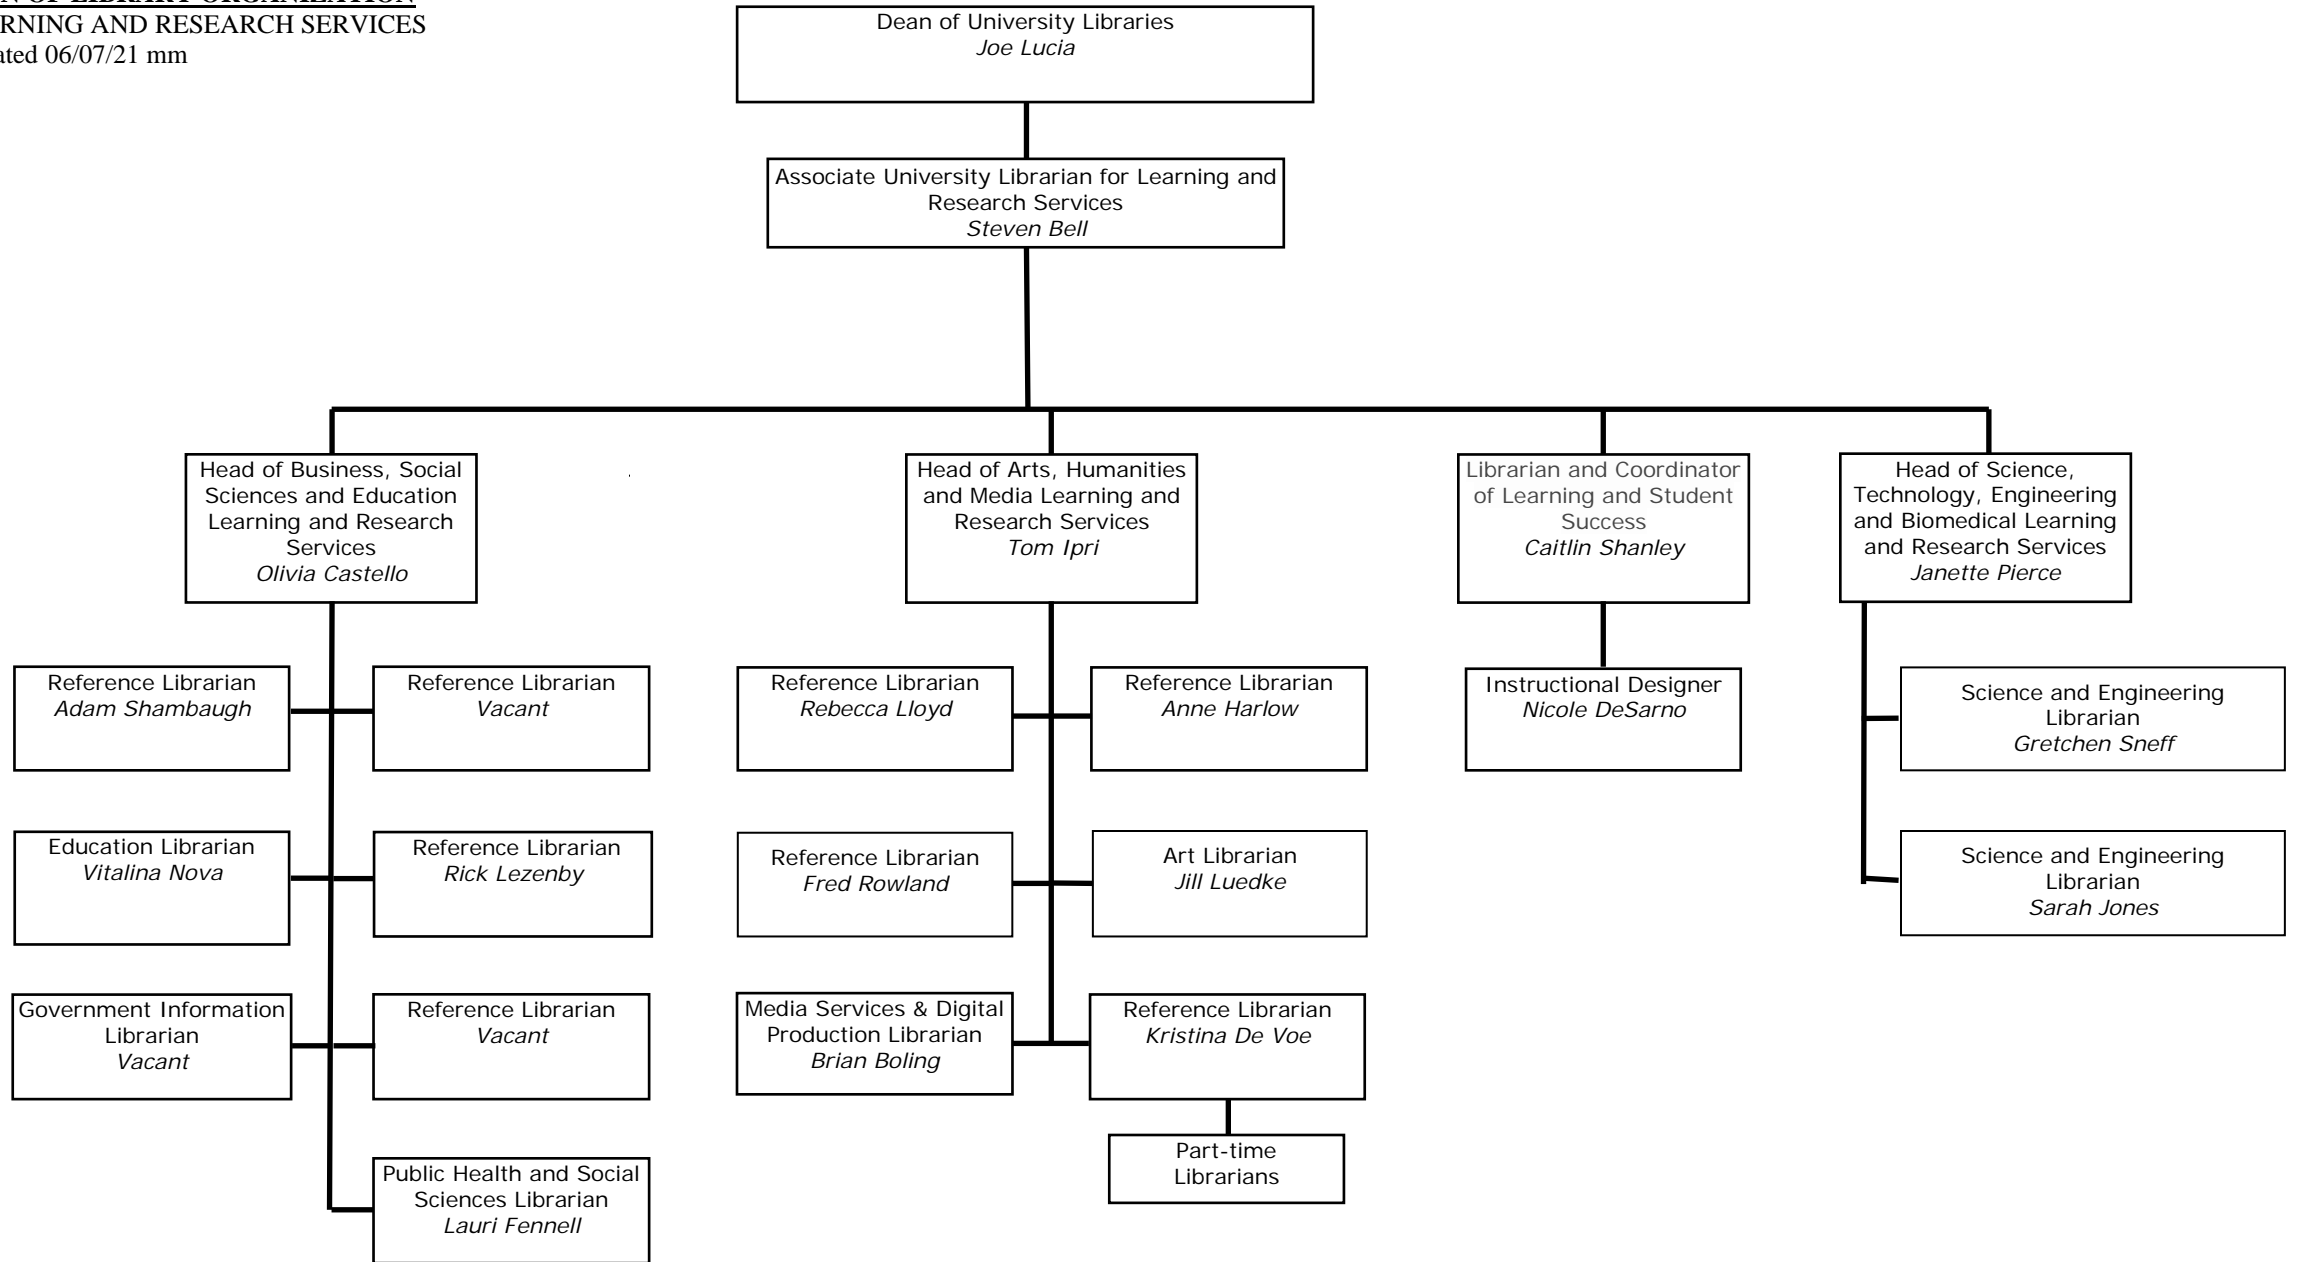 N OF LIBRARY ORGANIZATION
RNING AND RESEARCH SERVICES
ated 06/07/21 mm
Dean of University Libraries
Joe Lucia
Associate University Librarian for Learning and
Research Services
Steven Bell
Head of Business, Social
Sciences and Education
Learning and Research
Services
Olivia Castello
Head of Arts, Humanities
and Media Learning and
Research Services
Tom Ipri
Librarian and Coordinator
of Learning and Student
Success
Caitlin Shanley
Head of Science,
Technology, Engineering
and Biomedical Learning
and Research Services
Janette Pierce
Reference Librarian
Adam Shambaugh
Reference Librarian
Vacant
Reference Librarian
Rebecca Lloyd
Reference Librarian
Anne Harlow
Instructional Designer
Nicole DeSarno
Science and Engineering
Librarian
Gretchen Sneff
Education Librarian
Vitalina Nova
Reference Librarian
Rick Lezenby
Reference Librarian
Fred Rowland
Art Librarian
Jill Luedke
Science and Engineering
Librarian
Sarah Jones
Government Information
Librarian
Vacant
Reference Librarian
Vacant
Media Services & Digital
Production Librarian
Brian Boling
Reference Librarian
Kristina De Voe
Part-time
Librarians
Public Health and Social
Sciences Librarian
Lauri Fennell